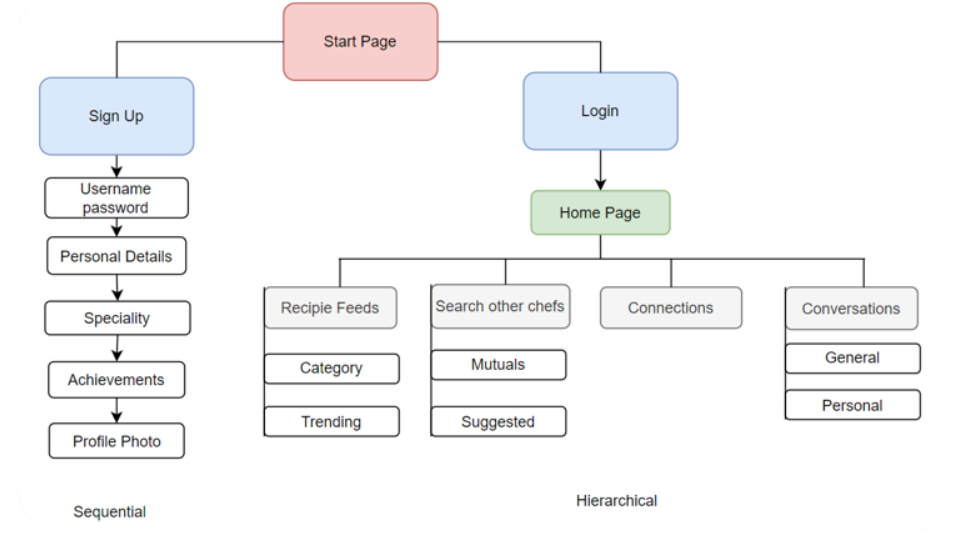 Start Page
Sign Up
Login
Username
password
Home Page
Personal Details
Recipie Feeds
Search other chefs
Connections
Conversations
Speciality
Category
Mutuals
General
Achievements
Trending
Suggested
Personal
Profile Photo
Sequential
Hierarchical